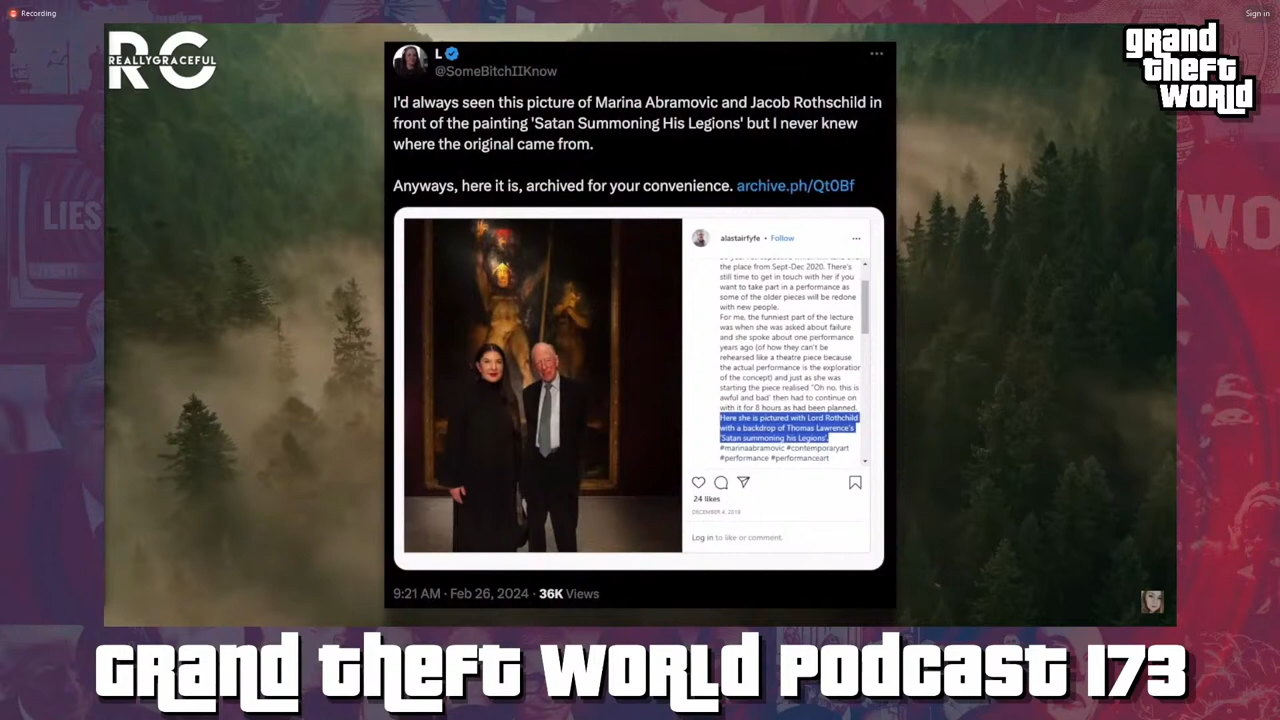 Recording
Sign in
RG
REALLYGRACEFUL
grand
theft
world
L
@SomeBitchIIKnow
I'd always seen this picture of Marina Abramovic and Jacob Rothschild in
front of the painting 'Satan Summoning His Legions' but I never knew
where the original came from.
Anyways, here it is, archived for your convenience. archive.ph/Qt0Bf
alastairfyfe • Follow
the place from Sept-Dec 2020. There's
still time to get in touch with her if you
want to take part in a performance as
some of the older pieces will be redone
with new people.
For me, the funniest part of the lecture
was when she was asked about failure
and she spoke about one performance
years ago (of how they can't be
rehearsed like a theatre piece because
the actual performance is the exploration
of the concept) and just as she was
starting the piece realised "Oh no, this is
awful and bad' then had to continue on
with it for 8 hours as had been planned.
Here she is pictured with Lord Rothchild
with a backdrop of Thomas Lawrence's
'Satan summoning his Legions'.
#marinaabramovic #contemporaryart
#performance #performanceart
24 likes
DECEMBER 4, 2019
Log in to like or comment.
9:21 AM · Feb 26, 2024 · 36K Views
LIES
WO
GRAND THEFT WORLD PODCAST 173